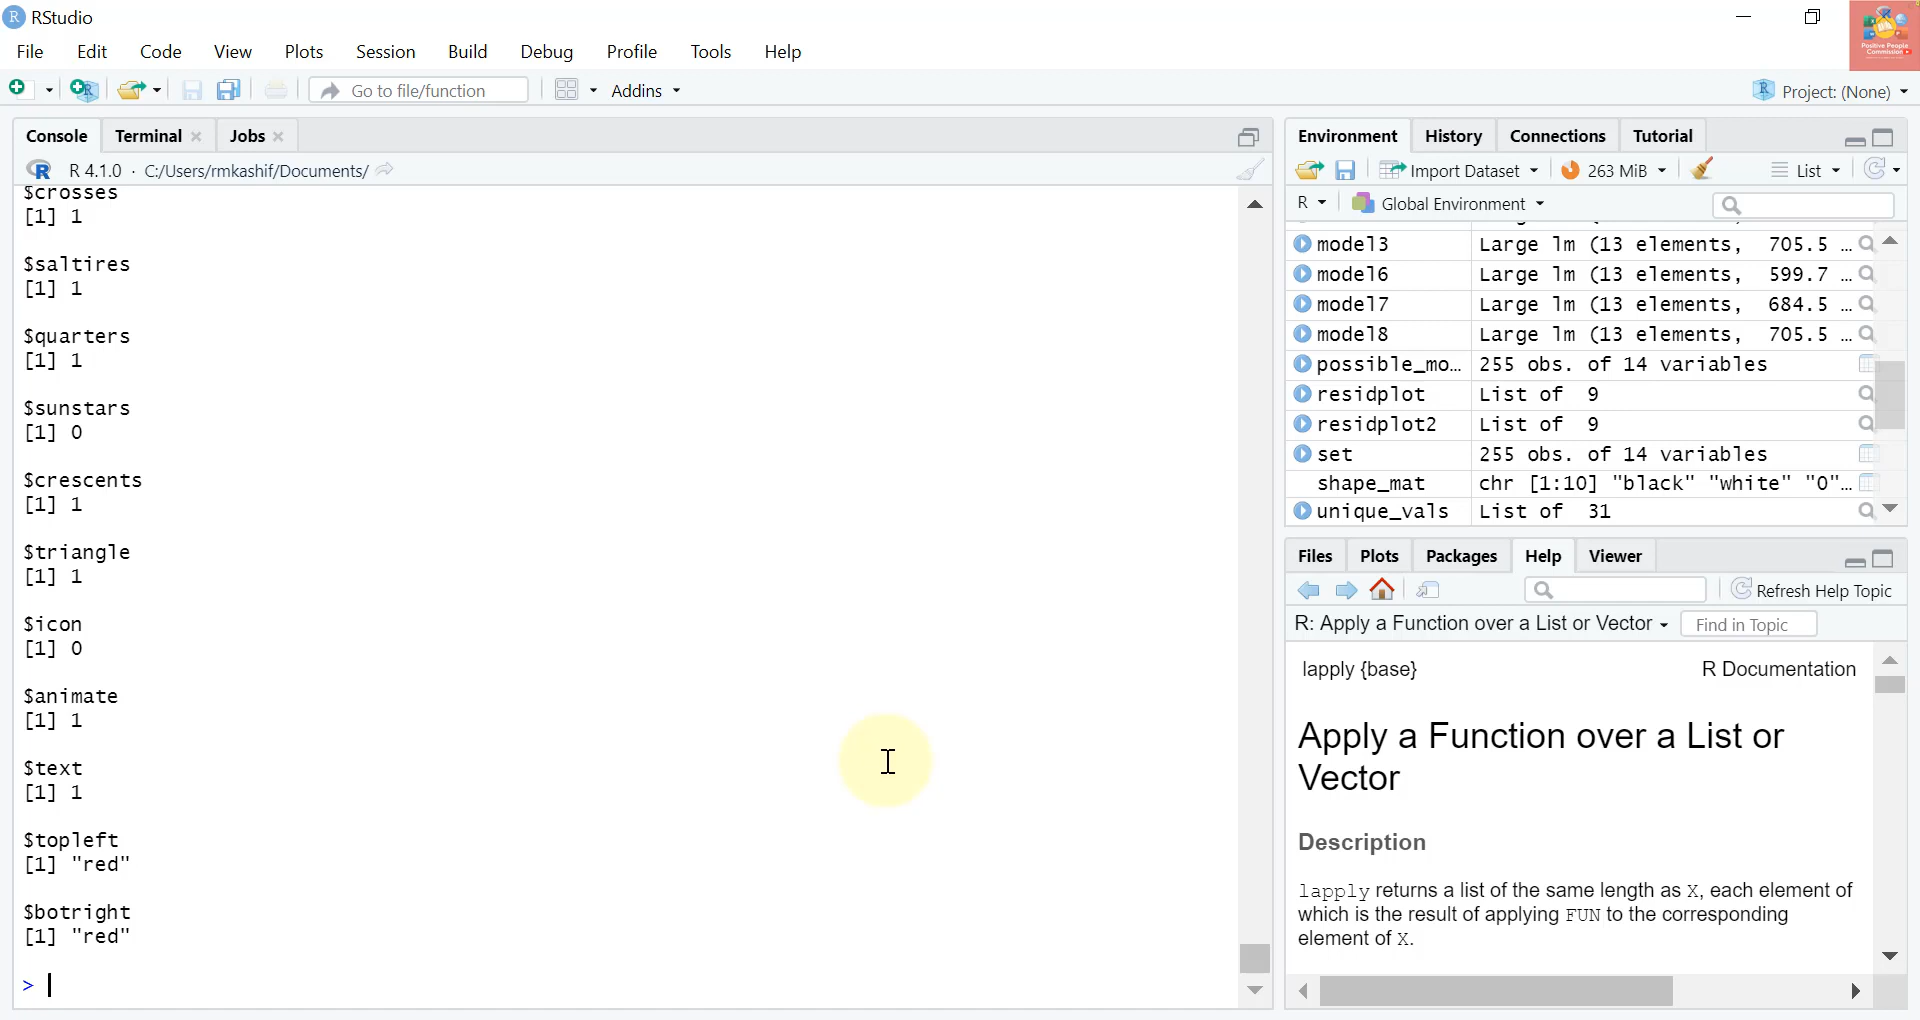 RStudio
File Edit Code View Plots Session Build Debug Profile Tools Help
Go to file/function Addins Project: (None)
Positive People
Commission
Console Terminal Jobs
R 4.1.0 · C:/Users/rmkashif/Documents/
$crosses
[1] 1
$saltires
[1] 1
$quarters
[1] 1
$sunstars
[1] 0
$crescents
[1] 1
$triangle
[1] 1
$icon
[1] 0
$animate
[1] 1
$text
[1] 1
$topleft
[1] "red"
$botright
[1] "red"
>
Environment History Connections Tutorial
Import Dataset 263 MiB List
R Global Environment
model3 Large lm (13 elements, 705.5 …
model6 Large lm (13 elements, 599.7 …
model7 Large lm (13 elements, 684.5 …
model8 Large lm (13 elements, 705.5 …
possible_mo… 255 obs. of 14 variables
residplot List of 9
residplot2 List of 9
set 255 obs. of 14 variables
shape_mat chr [1:10] "black" "white" "0"…
unique_vals List of 31
Files Plots Packages Help Viewer
Refresh Help Topic
R: Apply a Function over a List or Vector Find in Topic
lapply {base} R Documentation
Apply a Function over a List or
Vector
Description
lapply returns a list of the same length as X, each element of
which is the result of applying FUN to the corresponding
element of X.